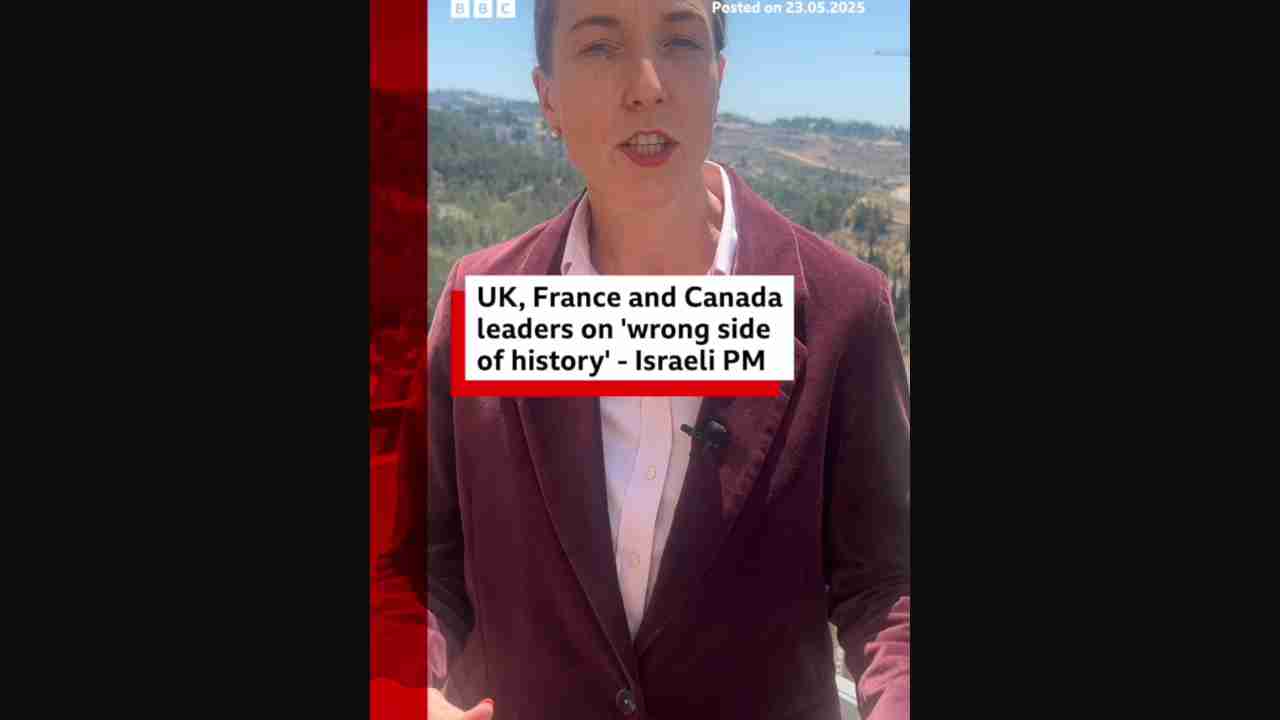 BBC
Posted on 23.05.2025
UK, France and Canada
leaders on 'wrong side
of history' - Israeli PM